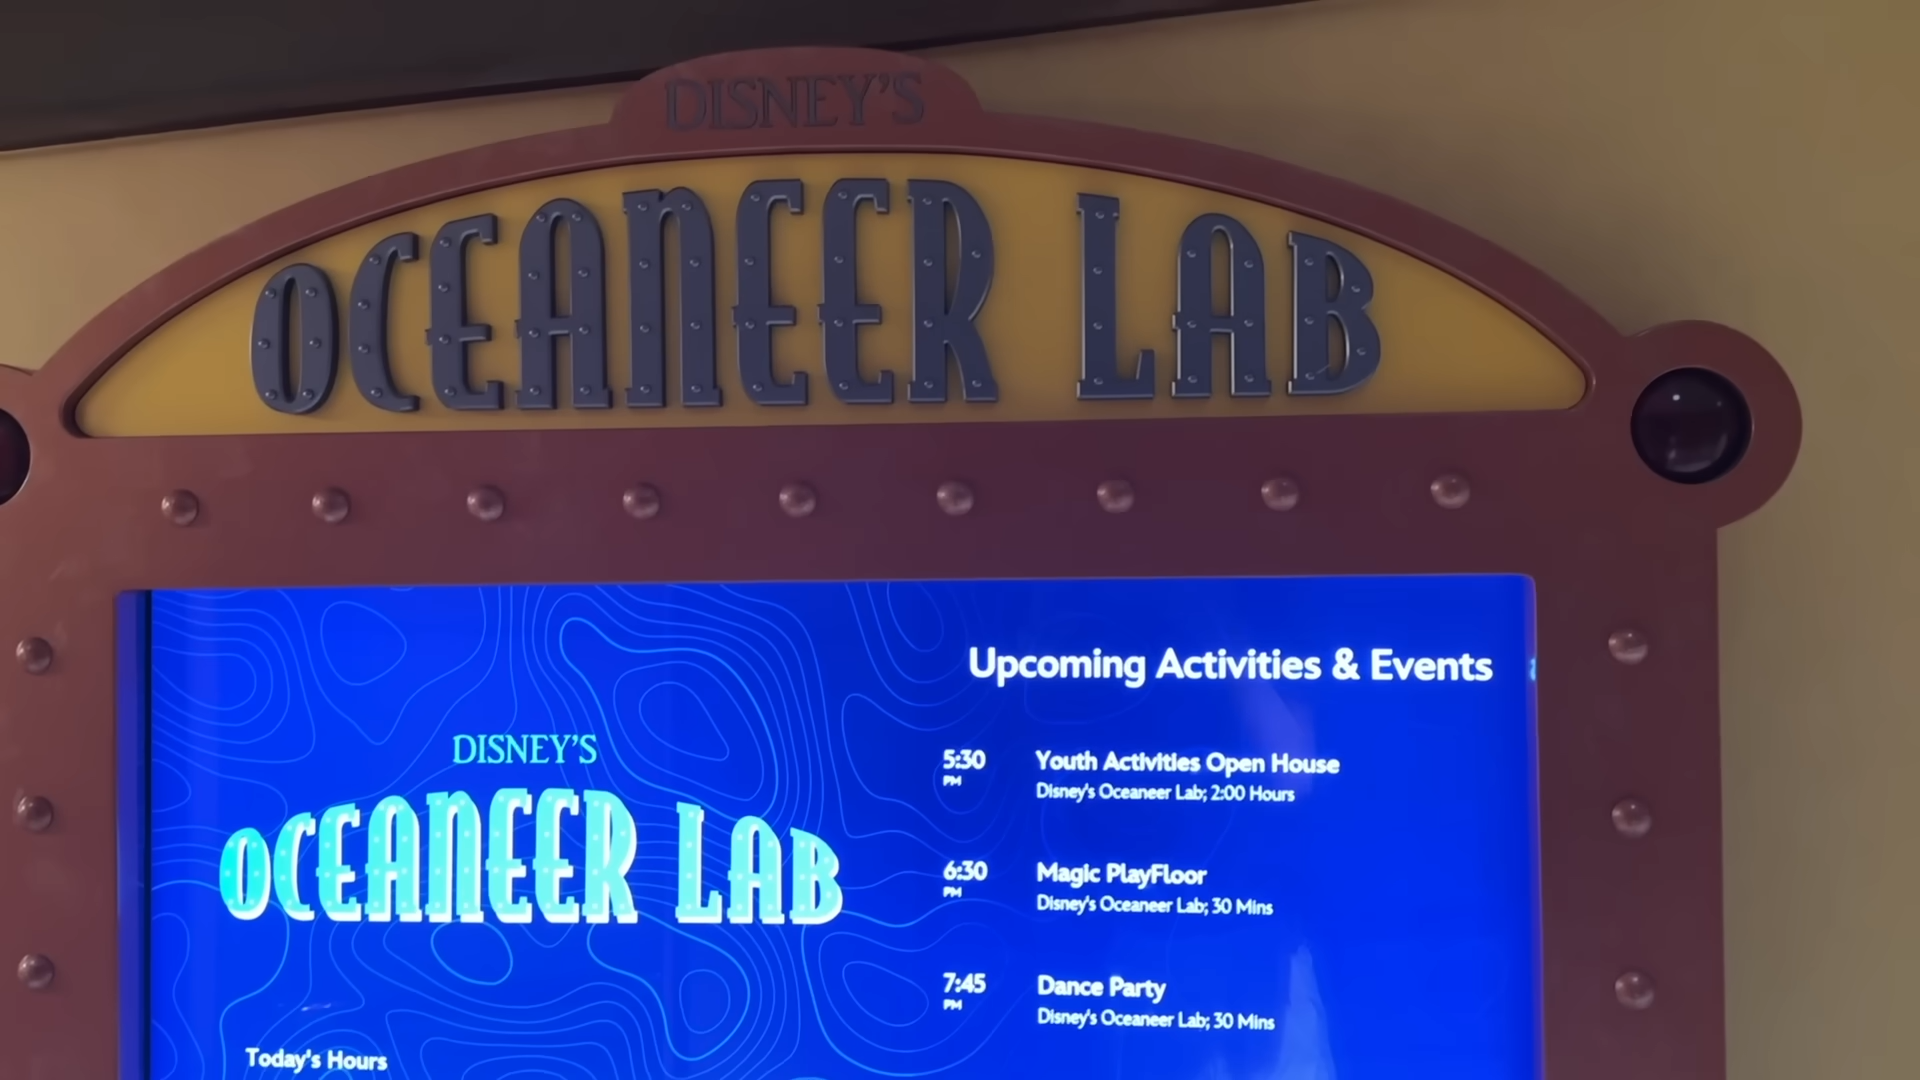 DISNEY'S
OCEANEER LAB
DISNEY'S
OCEANEER LAB
Today's Hours
Upcoming Activities & Events
5:30
PM
Youth Activities Open House
Disney's Oceaneer Lab; 2:00 Hours
6:30
PM
Magic PlayFloor
Disney's Oceaneer Lab; 30 Mins
7:45
PM
Dance Party
Disney's Oceaneer Lab; 30 Mins